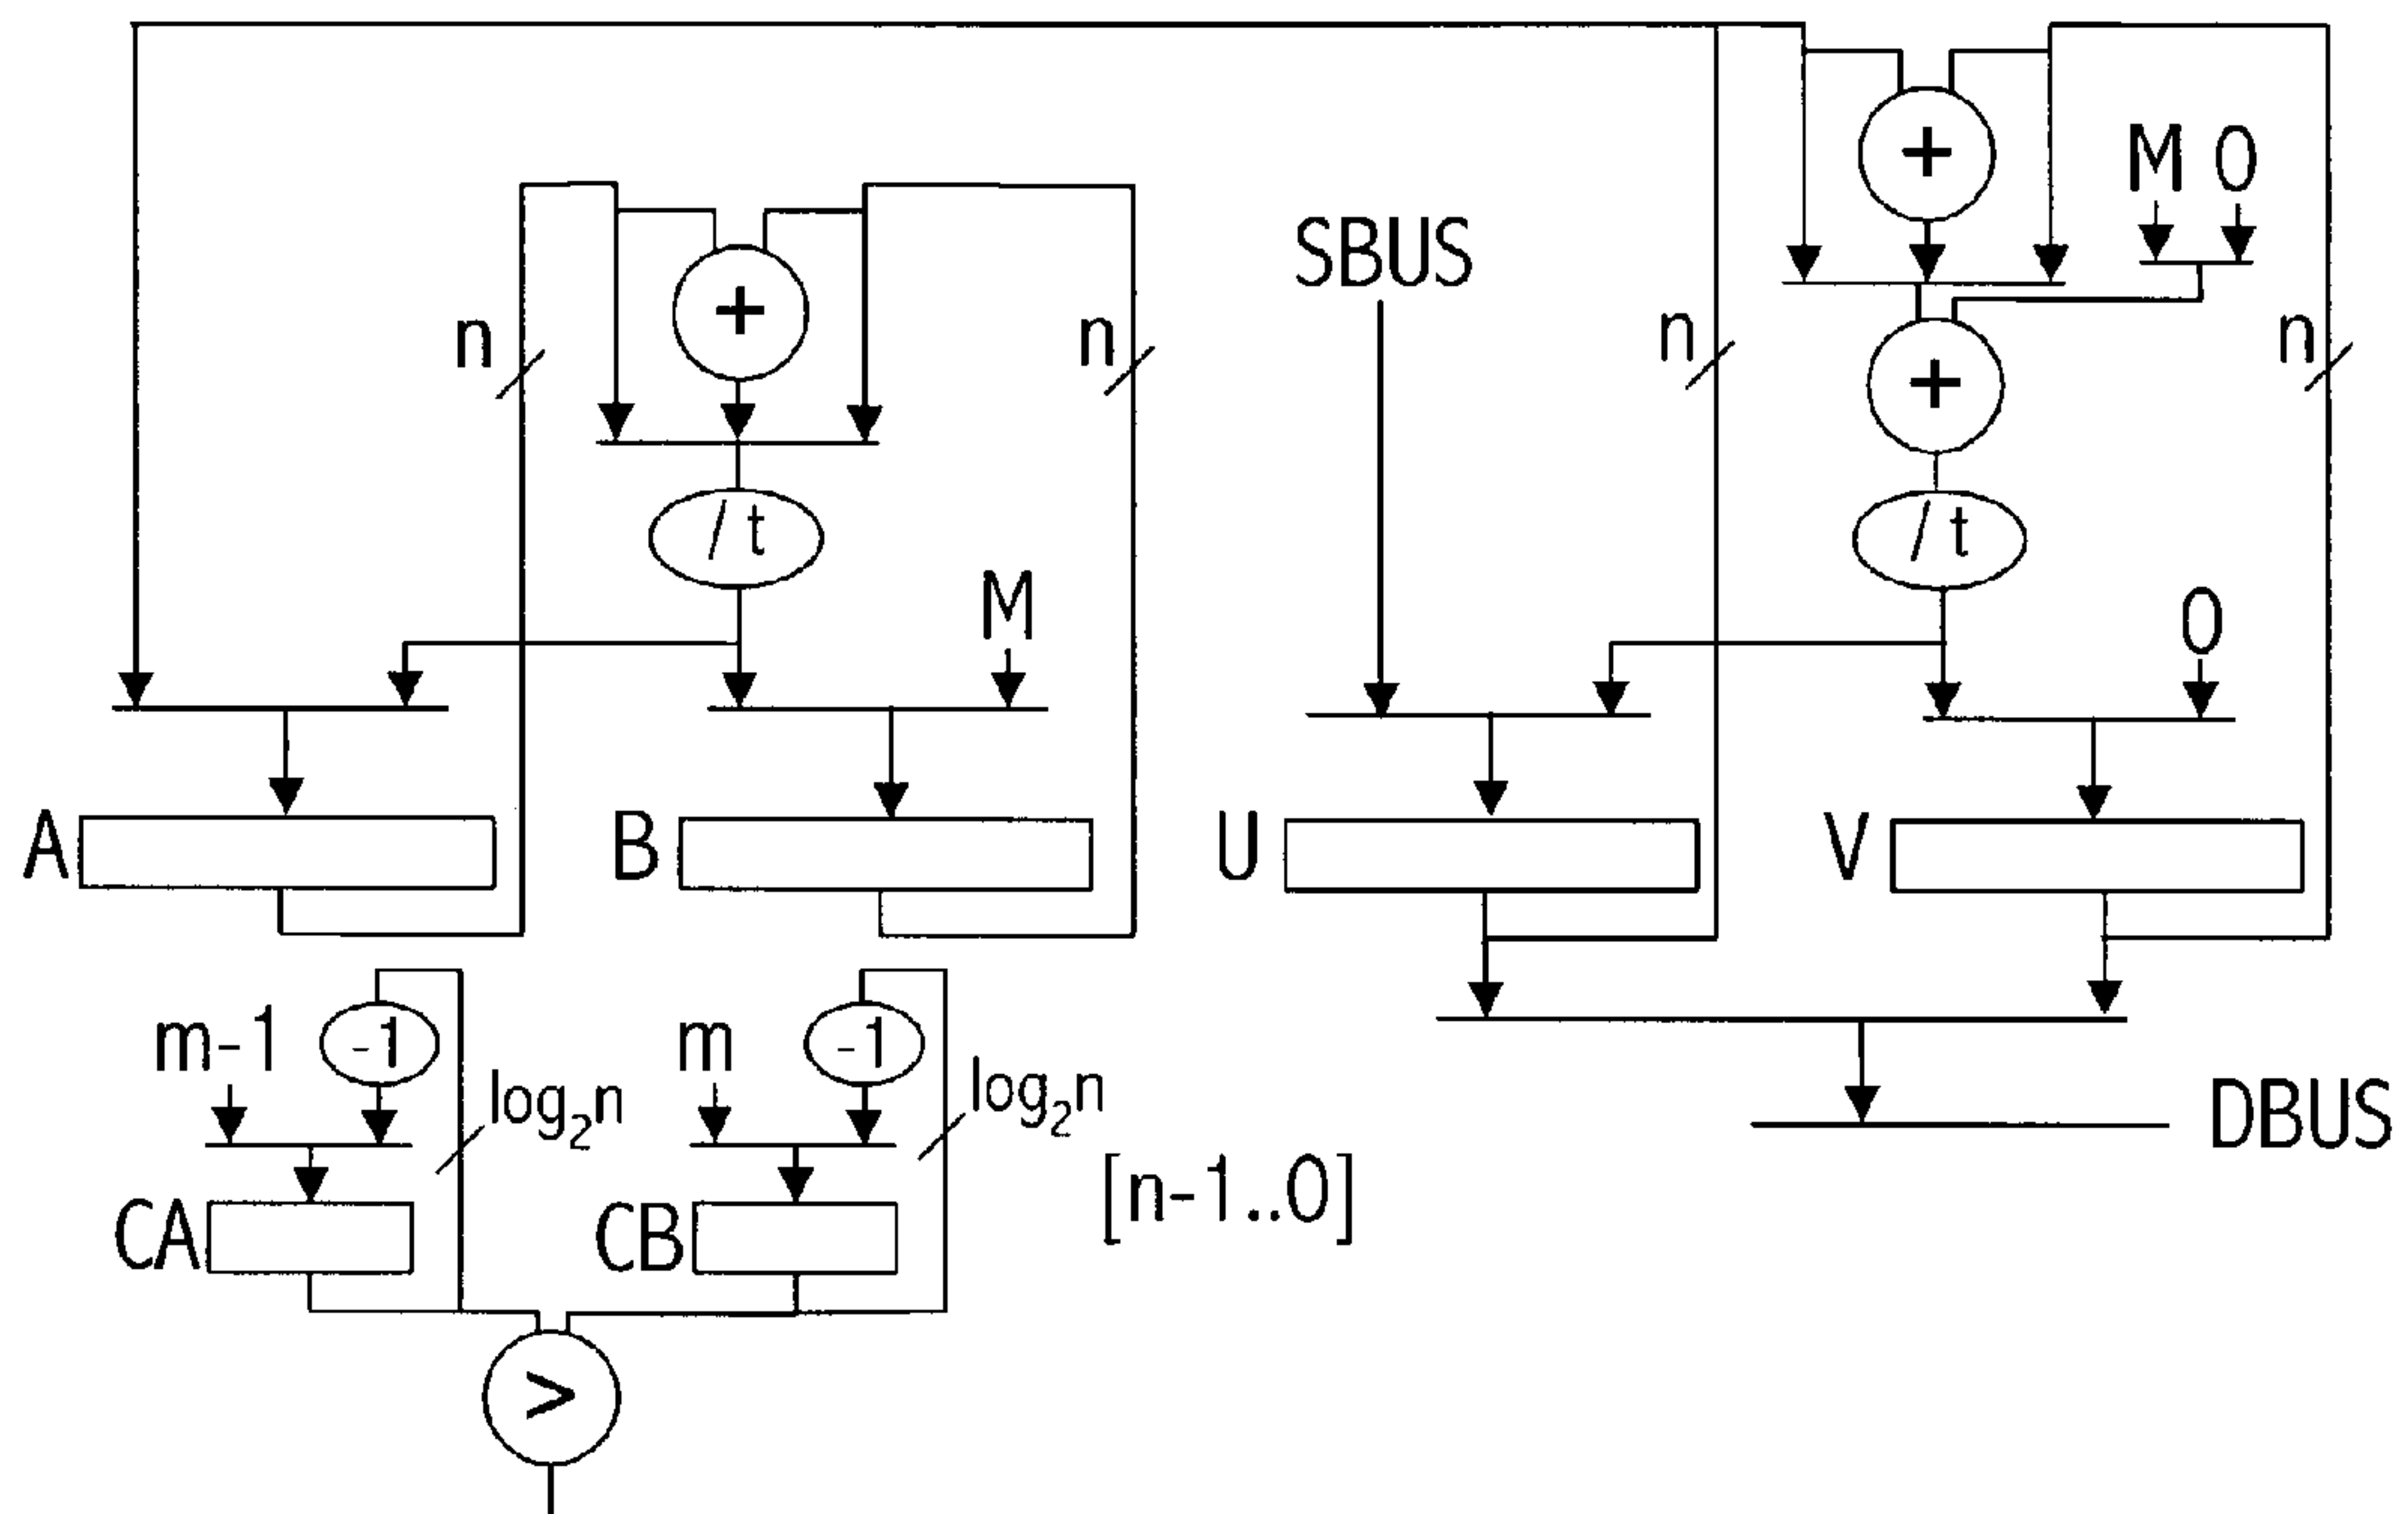 +
M 0
SBUS
+
n
n
n
+
n
/t
/t
M
0
A
B
U
V
m-1
-1
m
-1
log₂n
log₂n
DBUS
[n-1..0]
CA
CB
>